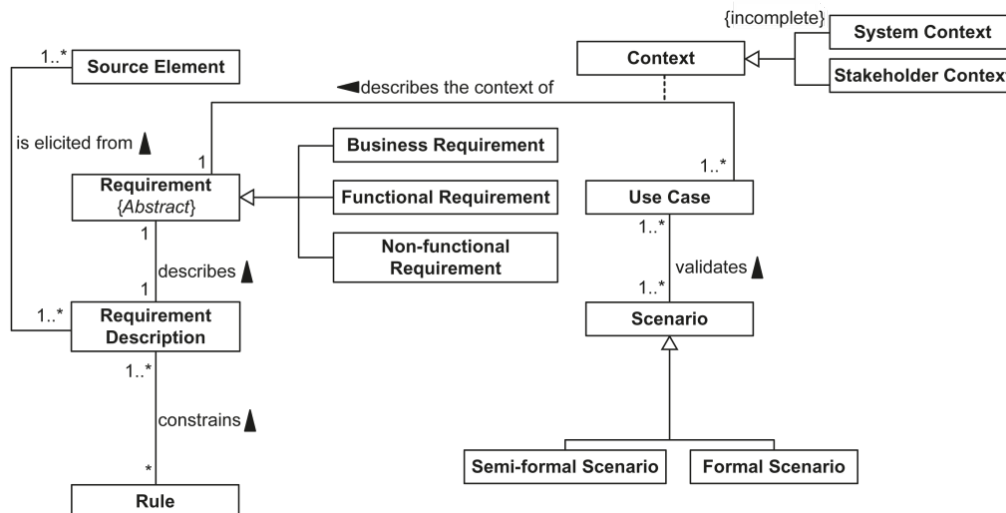 {incomplete}
System Context
1..*
Source Element
Context
Stakeholder Context
describes the context of
is elicited from
Business Requirement
1
1..*
Requirement
{Abstract}
Functional Requirement
Use Case
1
1..*
Non-functional
Requirement
describes
validates
1
1..*
1..*
Requirement
Description
Scenario
1..*
constrains
*
Semi-formal Scenario
Formal Scenario
Rule